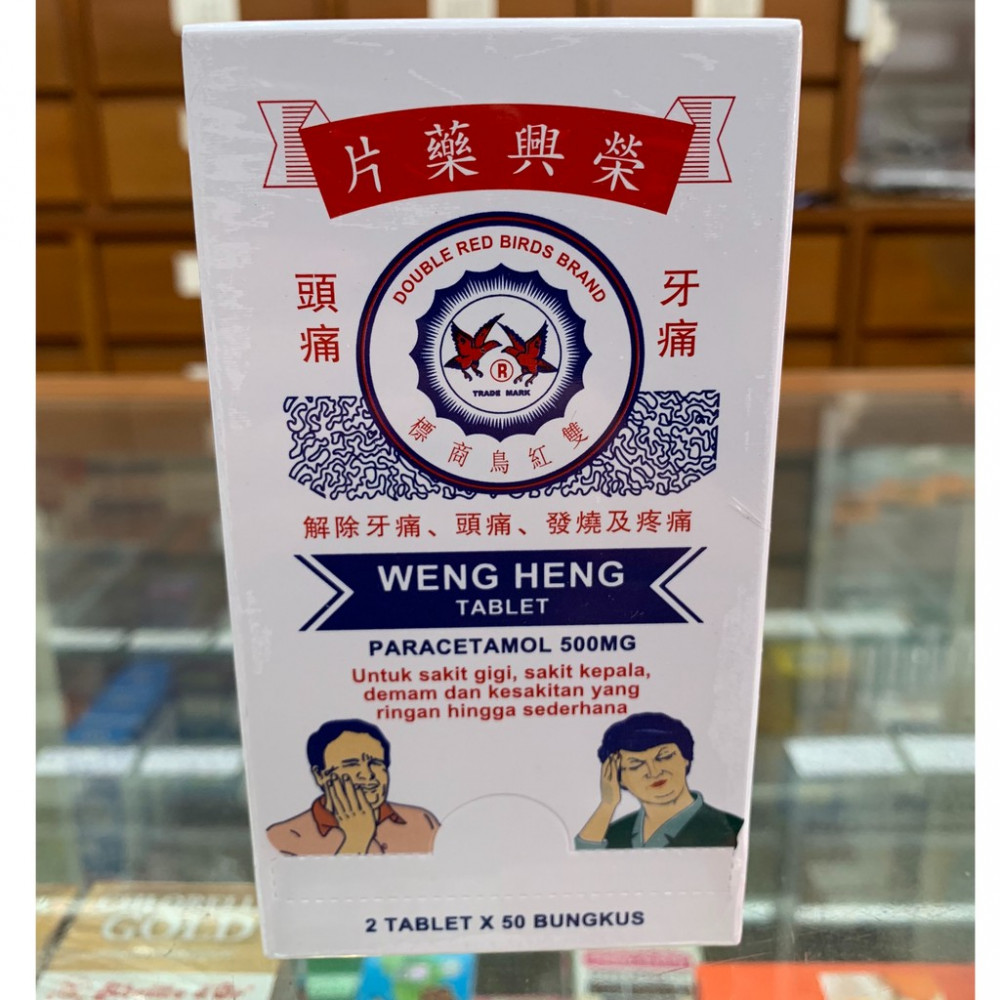 榮興藥片
DOUBLE RED BIRDS BRAND
頭痛
牙痛
R
TRADE MARK
雙紅鳥商標
解除牙痛、頭痛、發燒及疼痛
WENG HENG
TABLET
PARACETAMOL 500MG
Untuk sakit gigi, sakit kepala,
demam dan kesakitan yang
ringan hingga sederhana
2 TABLET X 50 BUNGKUS
GOLD